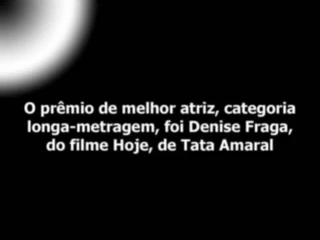 O prêmio de melhor atriz, categoria
longa-metragem, foi Denise Fraga,
do filme Hoje, de Tata Amaral